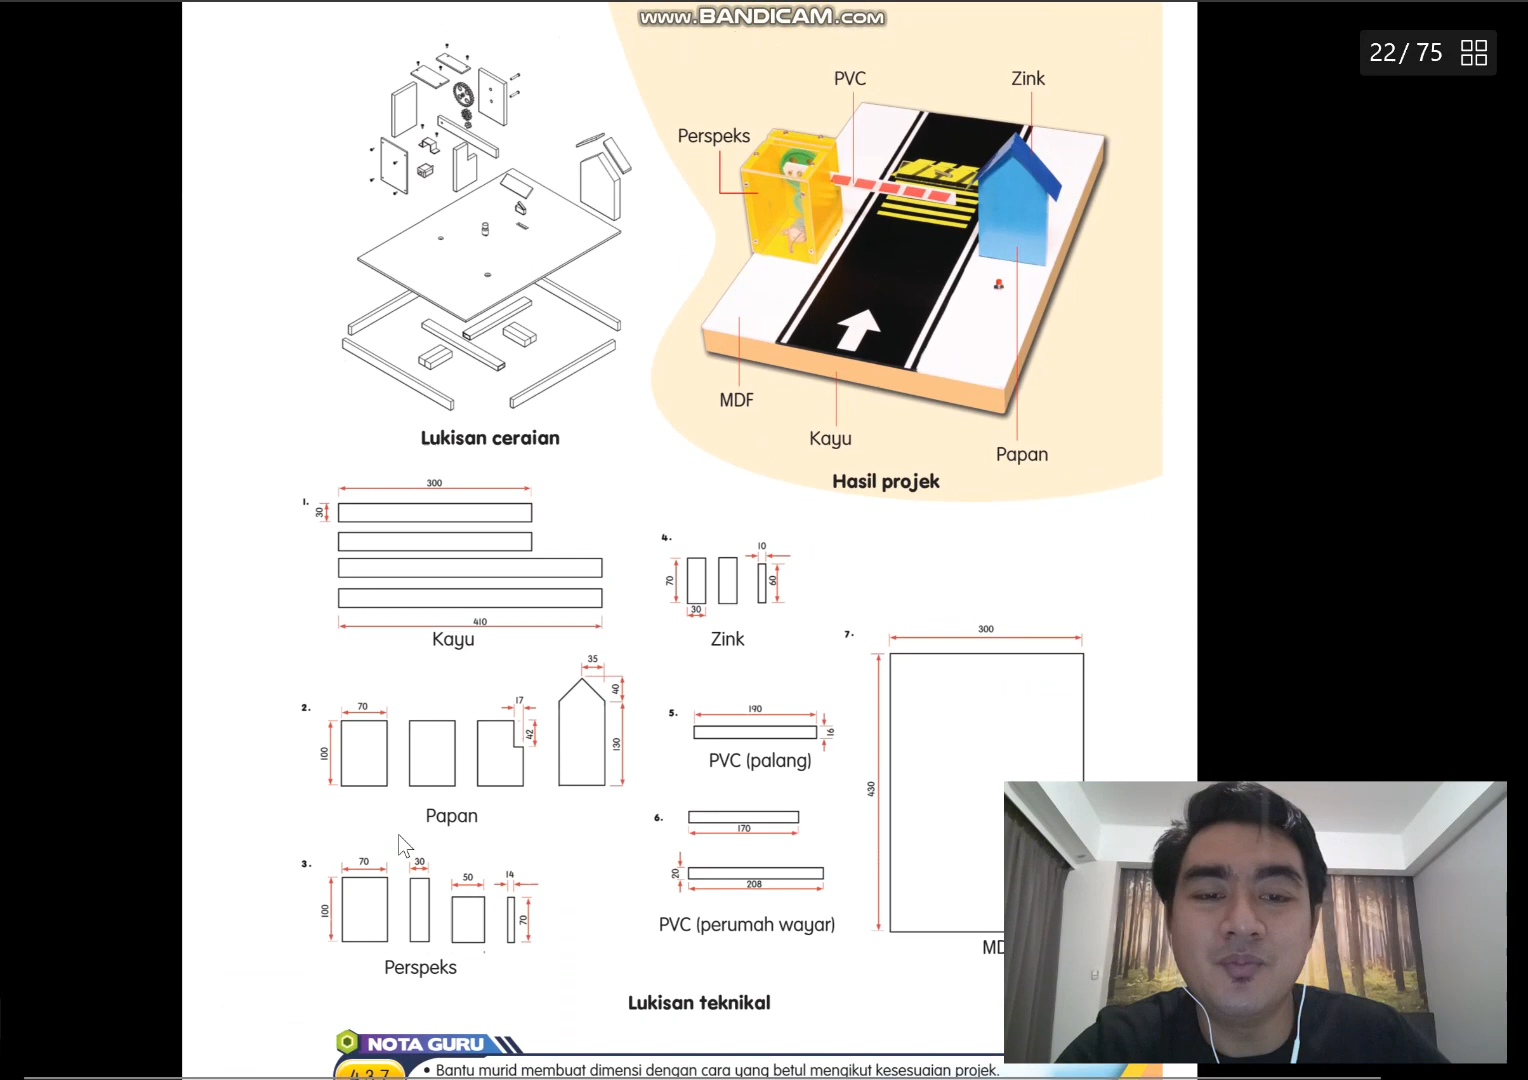 www.BANDICAM.com
22/ 75
PVC
Zink
Perspeks
MDF
Kayu
Papan
Lukisan ceraian
Hasil projek
1.
300
30
410
Kayu
4.
10
70
60
30
Zink
7.
300
430
2.
70
100
17
42
35
40
130
Papan
5.
190
16
PVC (palang)
6.
170
20
208
PVC (perumah wayar)
3.
70
30
50
14
100
70
Perspeks
Lukisan teknikal
NOTA GURU
4.3.7
• Bantu murid membuat dimensi dengan cara yang betul mengikut kesesuaian projek.